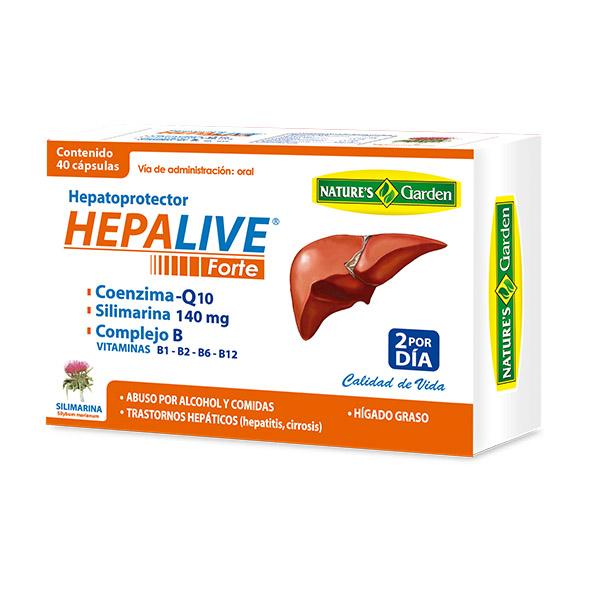 Contenido
40 cápsulas
Vía de administración: oral
NATURE'S Garden
Hepatoprotector
HEPALIVE®
Forte
Coenzima-Q10
Silimarina 140 mg
Complejo B
VITAMINAS B1 - B2 - B6 - B12
2 POR
DÍA
Calidad de Vida
SILIMARINA
Silybum marianum
• ABUSO POR ALCOHOL Y COMIDAS
• TRASTORNOS HEPÁTICOS (hepatitis, cirrosis)
• HÍGADO GRASO
NATURE'S Garden